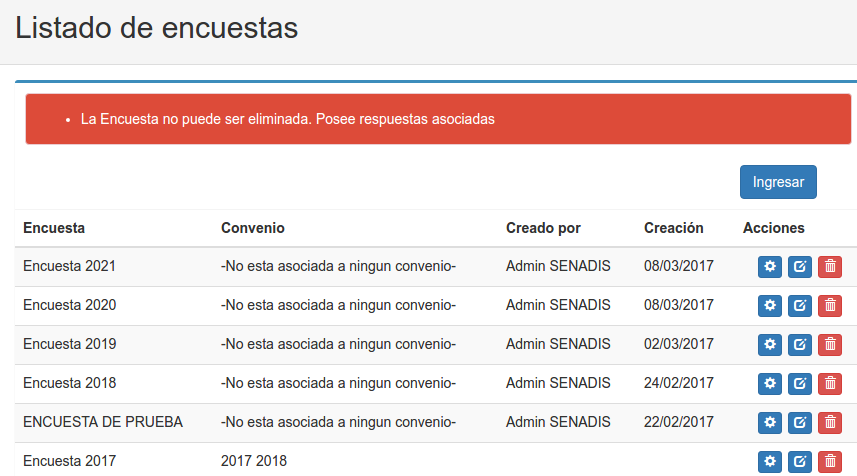 Listado de encuestas
La Encuesta no puede ser eliminada. Posee respuestas asociadas
Ingresar
Encuesta Convenio Creado por Creación Acciones
Encuesta 2021 -No esta asociada a ningun convenio- Admin SENADIS 08/03/2017
Encuesta 2020 -No esta asociada a ningun convenio- Admin SENADIS 08/03/2017
Encuesta 2019 -No esta asociada a ningun convenio- Admin SENADIS 02/03/2017
Encuesta 2018 -No esta asociada a ningun convenio- Admin SENADIS 24/02/2017
ENCUESTA DE PRUEBA -No esta asociada a ningun convenio- Admin SENADIS 22/02/2017
Encuesta 2017 2017 2018